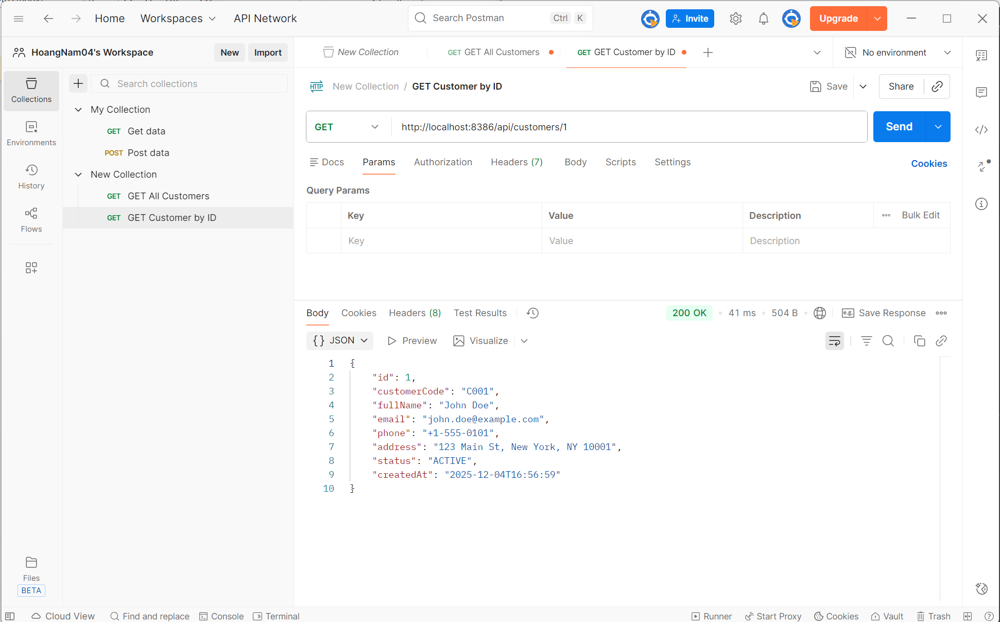 Home Workspaces API Network Search Postman Ctrl K Invite Upgrade
HoangNam04's Workspace New Import New Collection GET GET All Customers GET GET Customer by ID No environment
Collections
Environments
History
Flows
Files
BETA
Search collections
My Collection
GET Get data
POST Post data
New Collection
GET GET All Customers
GET GET Customer by ID
HTTP New Collection / GET Customer by ID Save Share
GET http://localhost:8386/api/customers/1 Send
Docs Params Authorization Headers (7) Body Scripts Settings Cookies
Query Params
Key Value Description Bulk Edit
Key Value Description
Body Cookies Headers (8) Test Results 200 OK 41 ms 504 B e.g. Save Response
{} JSON Preview Visualize
1 {
2 "id": 1,
3 "customerCode": "C001",
4 "fullName": "John Doe",
5 "email": "john.doe@example.com",
6 "phone": "+1-555-0101",
7 "address": "123 Main St, New York, NY 10001",
8 "status": "ACTIVE",
9 "createdAt": "2025-12-04T16:56:59"
10 }
Cloud View Find and replace Console Terminal Runner Start Proxy Cookies Vault Trash